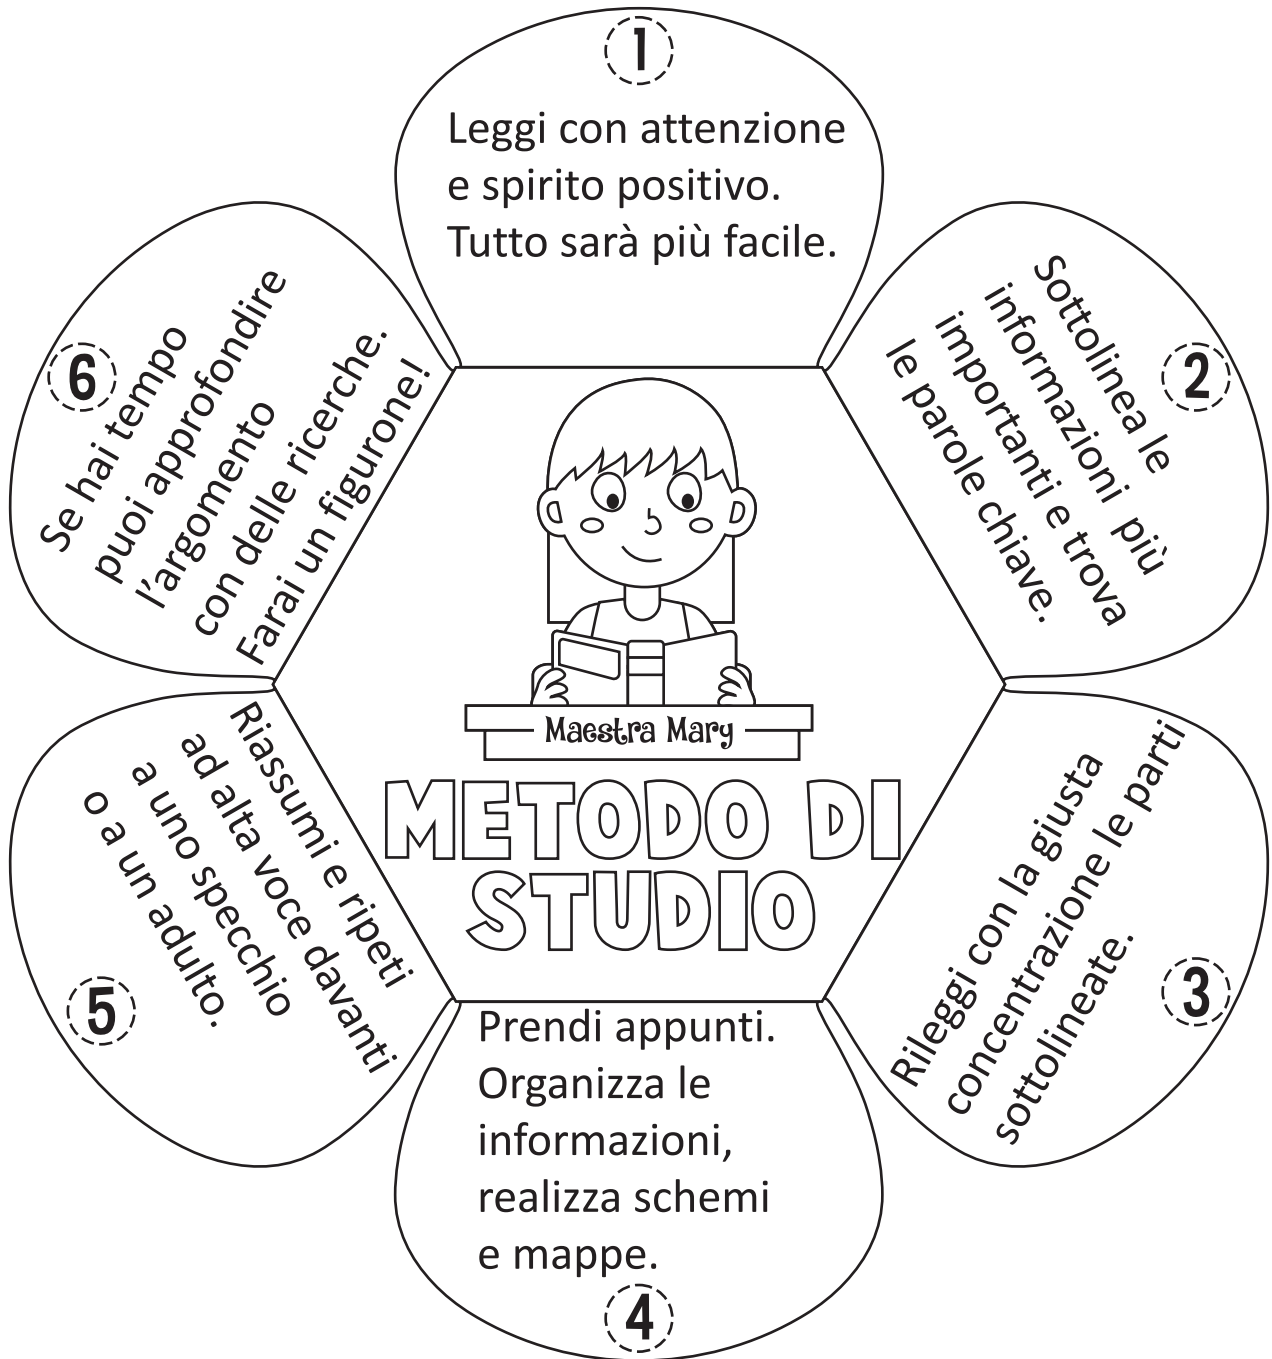 1
Leggi con attenzione
e spirito positivo.
Tutto sarà più facile.
2
Sottolinea le
informazioni più
importanti e trova
le parole chiave.
3
Rileggi con la giusta
concentrazione le parti
sottolineate.
4
Prendi appunti.
Organizza le
informazioni,
realizza schemi
e mappe.
5
Riassumi e ripeti
ad alta voce davanti
a uno specchio
o a un adulto.
6
Se hai tempo
puoi approfondire
l'argomento
con delle ricerche.
Farai un figurone!
Maestra Mary
METODO DI
STUDIO